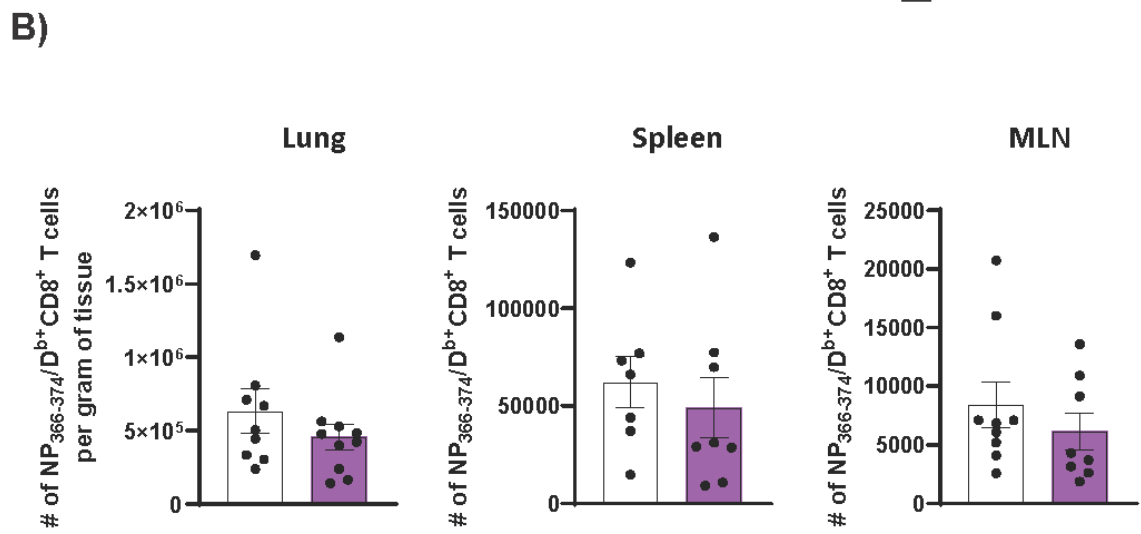 B)
Lung
Spleen
MLN
# of NP366-374/Db+CD8+ T cells
per gram of tissue
2×10⁶
1.5×10⁶
1×10⁶
5×10⁵
0
# of NP366-374/Db+CD8+ T cells
150000
100000
50000
0
# of NP366-374/Db+CD8+ T cells
25000
20000
15000
10000
5000
0